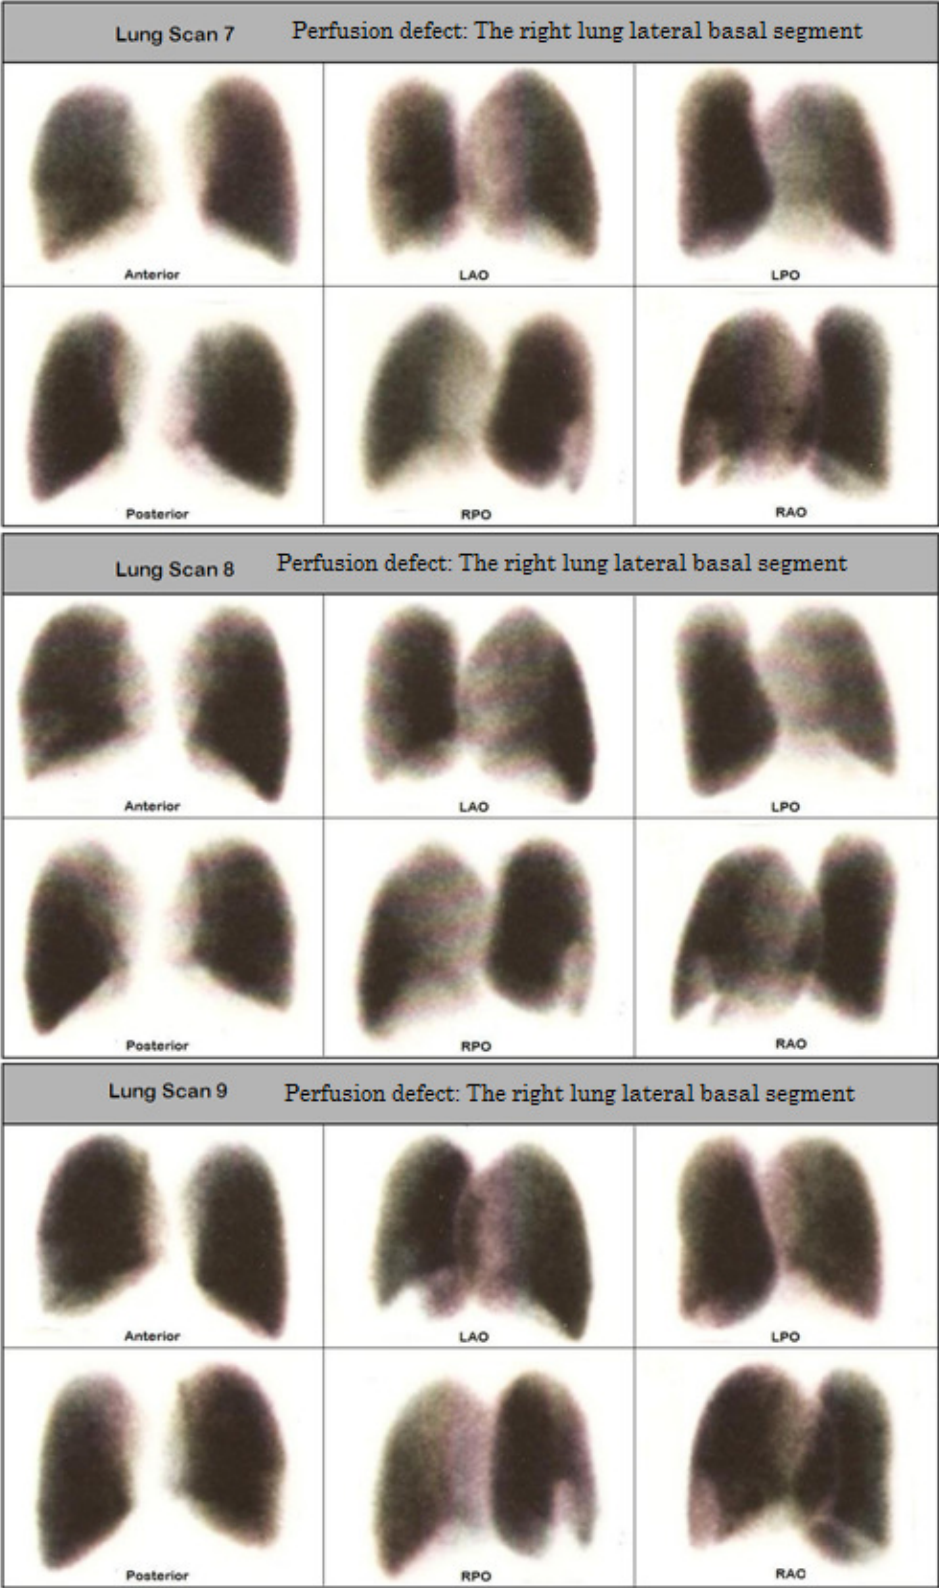 Lung Scan 7 Perfusion defect: The right lung lateral basal segment
Anterior LAO LPO
Posterior RPO RAO
Lung Scan 8 Perfusion defect: The right lung lateral basal segment
Anterior LAO LPO
Posterior RPO RAO
Lung Scan 9 Perfusion defect: The right lung lateral basal segment
Anterior LAO LPO
Posterior RPO RAO